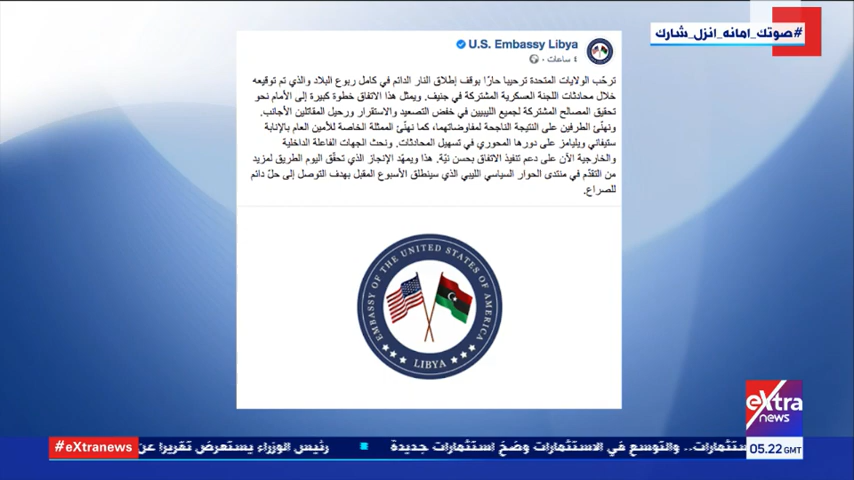 #صوتك_امانه_انزل_شارك
U.S. Embassy Libya
٤ ساعات
ترحّب الولايات المتحدة ترحيبا حارًا بوقف إطلاق النار الدائم في كامل ربوع البلاد والذي تم توقيعه
خلال محادثات اللجنة العسكرية المشتركة في جنيف. ويمثل هذا الاتفاق خطوة كبيرة إلى الأمام نحو
تحقيق المصالح المشتركة لجميع الليبيين في خفض التصعيد والاستقرار ورحيل المقاتلين الأجانب.
ونهنّئ الطرفين على النتيجة الناجحة لمفاوضاتهما، كما نهنّئ الممثلة الخاصة للأمين العام بالإنابة
ستيفاني ويليامز على دورها المحوري في تسهيل المحادثات. ونحث الجهات الفاعلة الداخلية
والخارجية الآن على دعم تنفيذ الاتفاق بحسن نيّة. هذا ويمهّد الإنجاز الذي تحقّق اليوم الطريق لمزيد
من التقدّم في منتدى الحوار السياسي الليبي الذي سينطلق الأسبوع المقبل بهدف التوصل إلى حلّ دائم
للصراع.
EMBASSY OF THE UNITED STATES OF AMERICA
LIBYA
eXtra
news
05.22 GMT
#eXtranews
ستثمارات.. والتوسع في الاستثمارات وضخ استثمارات جديدة
رئيس الوزراء يستعرض تقريرا عن